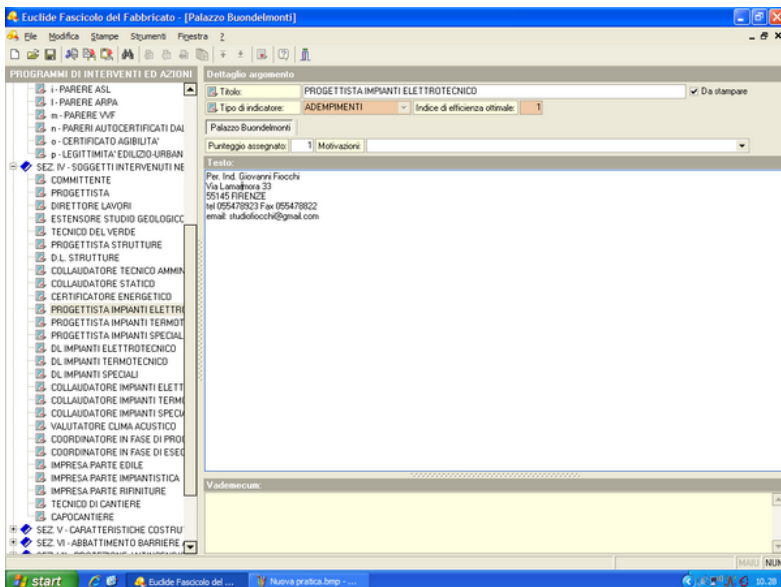 Euclide Fascicolo del Fabbricato - [Palazzo Buondelmonti]
File Modifica Stampe Strumenti Finestra ?
PROGRAMMI DI INTERVENTI ED AZIONI
i - PARERE ASL
l - PARERE ARPA
m - PARERE VVF
n - PARERI AUTOCERTIFICATI DAL
o - CERTIFICATO AGIBILITA'
p - LEGITTIMITA' EDILIZIO-URBAN
SEZ. IV - SOGGETTI INTERVENUTI NE
COMMITTENTE
PROGETTISTA
DIRETTORE LAVORI
ESTENSORE STUDIO GEOLOGICC
TECNICO DEL VERDE
PROGETTISTA STRUTTURE
D.L. STRUTTURE
COLLAUDATORE TECNICO AMMIN
COLLAUDATORE STATICO
CERTIFICATORE ENERGETICO
PROGETTISTA IMPIANTI ELETTRI
PROGETTISTA IMPIANTI TERMOT
PROGETTISTA IMPIANTI SPECIAL
DL IMPIANTI ELETTROTECNICO
DL IMPIANTI TERMOTECNICO
DL IMPIANTI SPECIALI
COLLAUDATORE IMPIANTI ELETT
COLLAUDATORE IMPIANTI TERMI
COLLAUDATORE IMPIANTI SPECIA
VALUTATORE CLIMA ACUSTICO
COORDINATORE IN FASE DI PROI
COORDINATORE IN FASE DI ESEC
IMPRESA PARTE EDILE
IMPRESA PARTE IMPIANTISTICA
IMPRESA PARTE RIFINITURE
TECNICO DI CANTIERE
CAPOCANTIERE
SEZ. V - CARATTERISTICHE COSTRU
SEZ. VI - ABBATTIMENTO BARRIERE
Dettaglio argomento
Titolo: PROGETTISTA IMPIANTI ELETTROTECNICO Da stampare
Tipo di indicatore: ADEMPIMENTI Indice di efficienza ottimale: 1
Palazzo Buondelmonti
Punteggio assegnato: 1 Motivazioni:
Testo:
Per. Ind. Giovanni Fiocchi
Via Lamarmora 33
55145 FIRENZE
tel 055478923 Fax 055478822
email: studiofiocchi@gmail.com
Vademecum:
MAIU NUM
start Euclide Fascicolo del ... Nuova pratica.bmp - ... 10.28